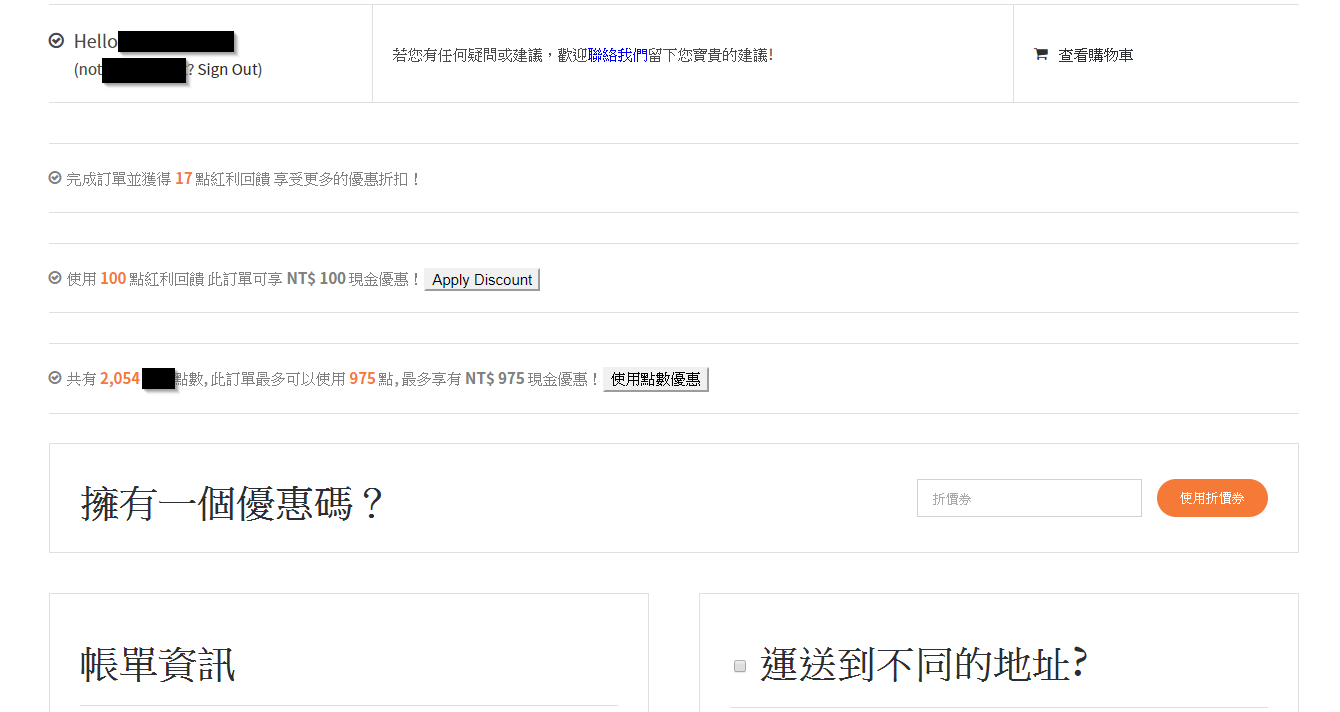 Hello
(not ? Sign Out)
若您有任何疑問或建議，歡迎聯絡我們留下您寶貴的建議!
查看購物車
完成訂單並獲得 17 點紅利回饋 享受更多的優惠折扣！
使用 100 點紅利回饋 此訂單可享 NT$ 100 現金優惠！ Apply Discount
共有 2,054 點數, 此訂單最多可以使用 975 點, 最多享有 NT$ 975 現金優惠！ 使用點數優惠
擁有一個優惠碼？
折價券
使用折價券
帳單資訊
運送到不同的地址?